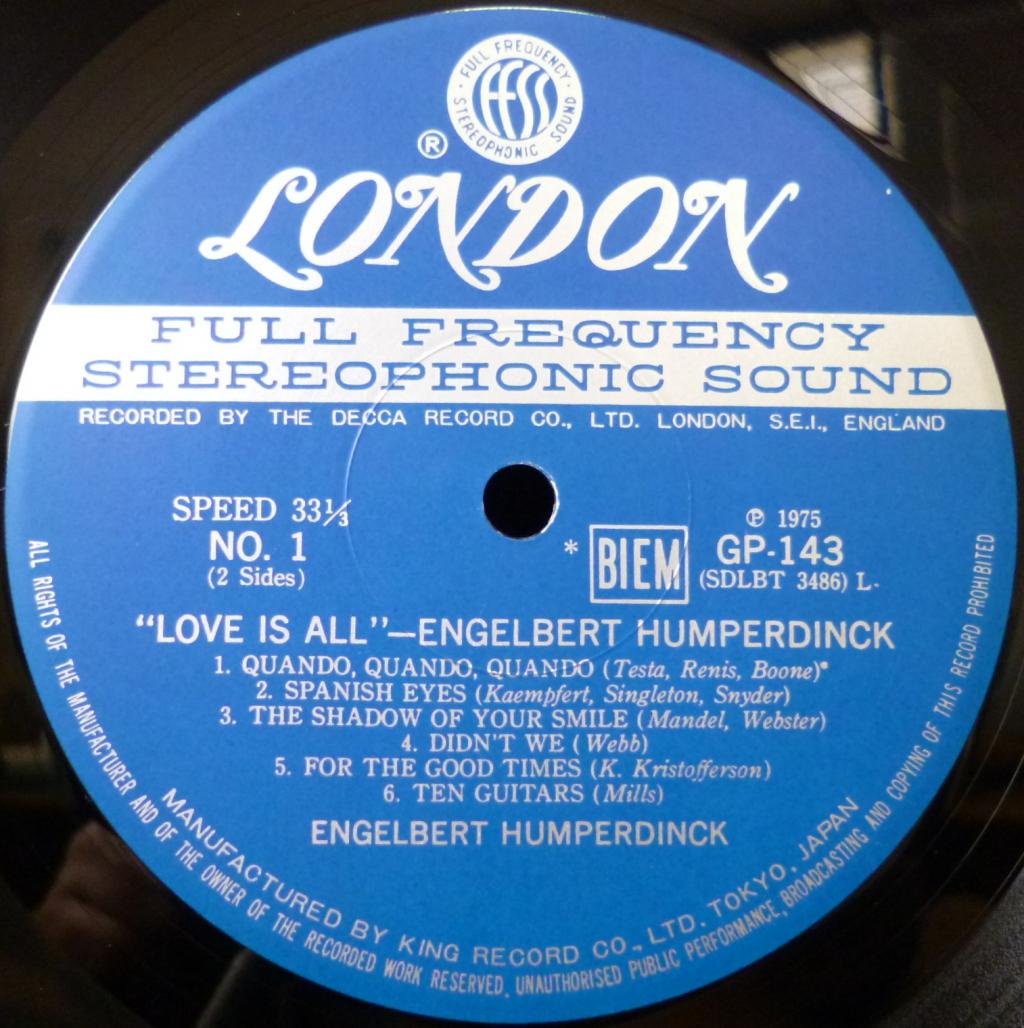 FULL FREQUENCY
STEREOPHONIC SOUND
ffss
®
LONDON
FULL FREQUENCY
STEREOPHONIC SOUND
RECORDED BY THE DECCA RECORD CO., LTD. LONDON, S.E.I., ENGLAND
SPEED 33⅓
NO. 1
(2 Sides)
* BIEM
℗ 1975
GP-143
(SDLBT 3486) L.
"LOVE IS ALL"—ENGELBERT HUMPERDINCK
1. QUANDO, QUANDO, QUANDO (Testa, Renis, Boone)*
2. SPANISH EYES (Kaempfert, Singleton, Snyder)
3. THE SHADOW OF YOUR SMILE (Mandel, Webster)
4. DIDN'T WE (Webb)
5. FOR THE GOOD TIMES (K. Kristofferson)
6. TEN GUITARS (Mills)
ENGELBERT HUMPERDINCK
MANUFACTURED BY KING RECORD CO., LTD. TOKYO, JAPAN
ALL RIGHTS OF THE MANUFACTURER AND OF THE OWNER OF THE RECORDED WORK RESERVED. UNAUTHORISED PUBLIC PERFORMANCE, BROADCASTING AND COPYING OF THIS RECORD PROHIBITED